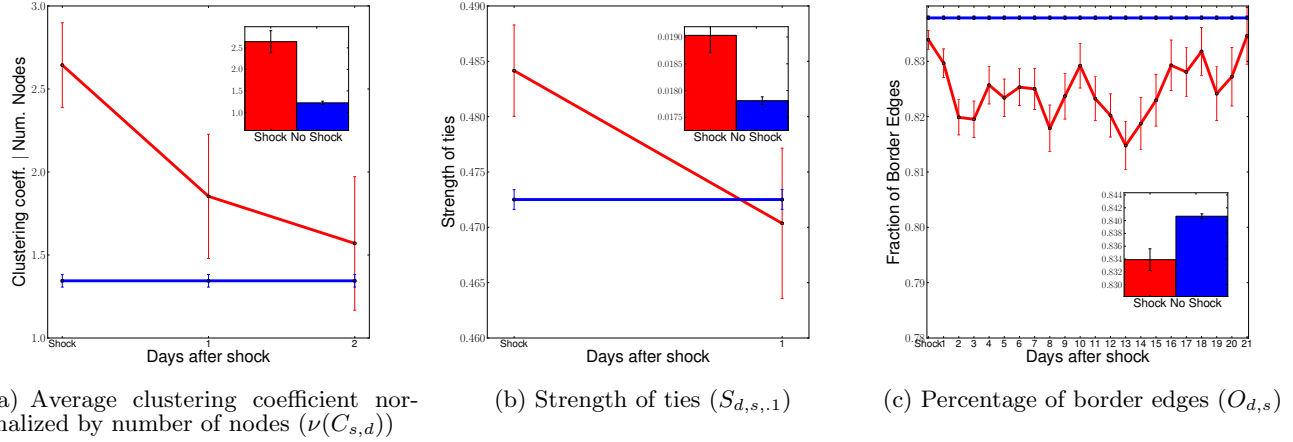 3.0
2.5
2.0
1.5
1.0
Clustering coeff. | Num. Nodes
2.5
2.0
1.5
1.0
Shock No Shock
Shock
1
2
Days after shock
0.490
0.485
0.480
0.475
0.470
0.465
0.460
Strength of ties
0.0190
0.0185
0.0180
0.0175
Shock No Shock
Shock
1
Days after shock
0.83
0.82
0.81
0.80
0.79
Fraction of Border Edges
0.844
0.842
0.840
0.838
0.836
0.834
0.832
0.830
Shock No Shock
Shock 1 2 3 4 5 6 7 8 9 10 11 12 13 14 15 16 17 18 19 20 21
Days after shock
a) Average clustering coefficient nor-
nalized by number of nodes (ν(C_{s,d}))
(b) Strength of ties (S_{d,s,.1})
(c) Percentage of border edges (O_{d,s})